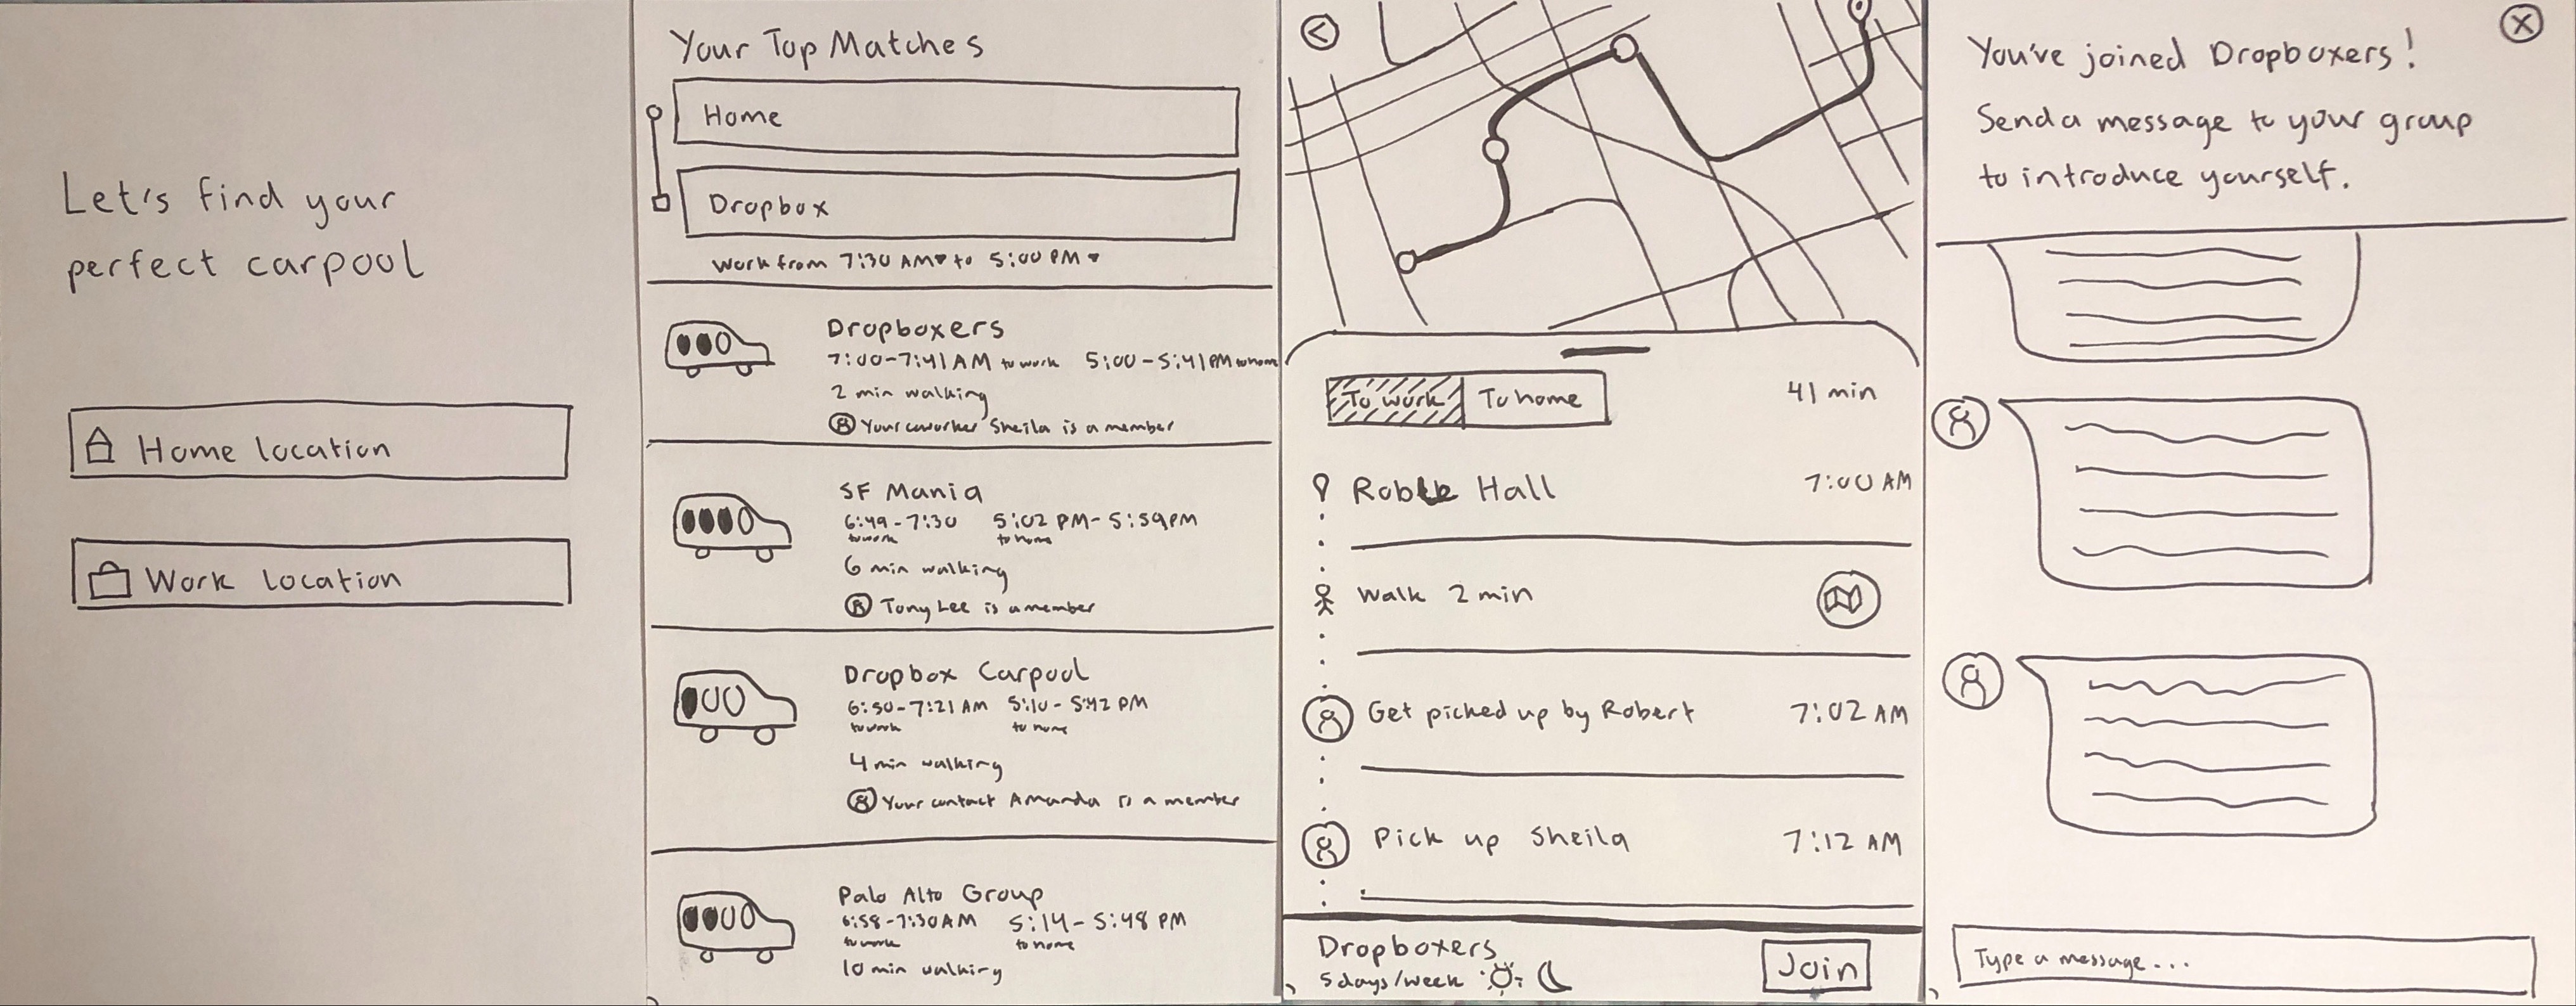 Let's find your
perfect carpool
Home location
Work location
Your Top Matches
Home
Dropbox
Work from 7:30 AM to 5:00 PM
Dropboxers
7:00-7:41 AM to work 5:00-5:41 PM to home
2 min walking
Your coworker Sheila is a member
SF Mania
6:49-7:30 5:02 PM-5:59PM
to work to home
6 min walking
Tony Lee is a member
Dropbox Carpool
6:50-7:21 AM 5:10-5:42 PM
to work to home
4 min walking
Your contact Amanda is a member
Palo Alto Group
6:58-7:30AM 5:14-5:48 PM
to work to home
10 min walking
<
To work To home 41 min
Roble Hall 7:00 AM
Walk 2 min
Get picked up by Robert 7:02 AM
Pick up Sheila 7:12 AM
Dropboxers
5 days/week
Join
X
You've joined Dropboxers!
Send a message to your group
to introduce yourself.
Type a message...